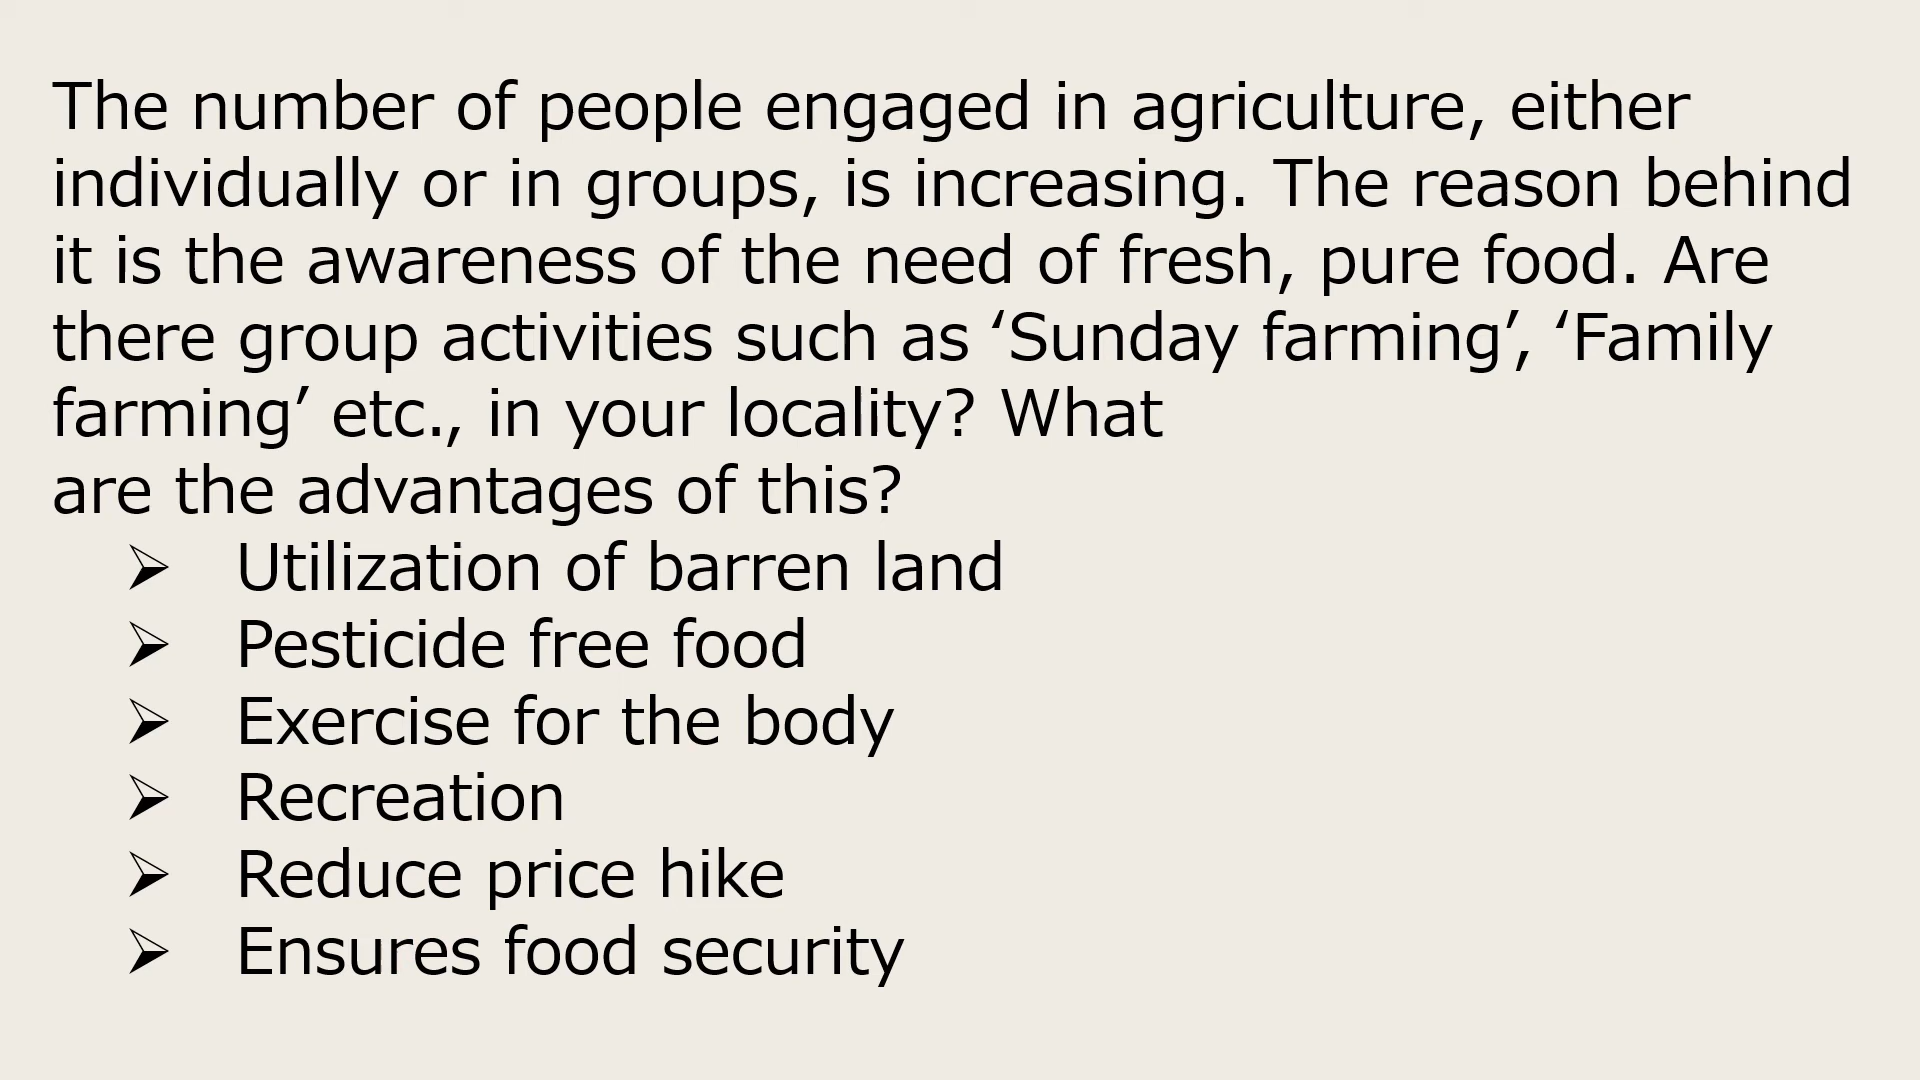 The number of people engaged in agriculture, either
individually or in groups, is increasing. The reason behind
it is the awareness of the need of fresh, pure food. Are
there group activities such as ‘Sunday farming’, ‘Family
farming’ etc., in your locality? What
are the advantages of this?
➢ Utilization of barren land
➢ Pesticide free food
➢ Exercise for the body
➢ Recreation
➢ Reduce price hike
➢ Ensures food security